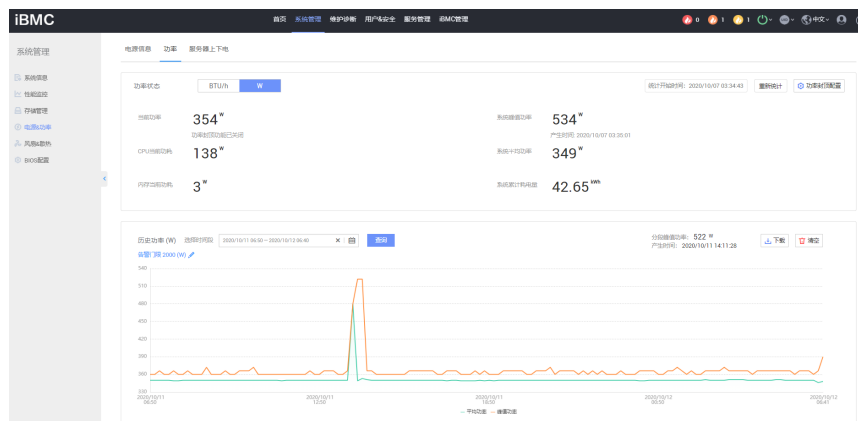 iBMC 首页 系统管理 维护诊断 用户&安全 服务管理 iBMC管理 0 1 1 中文
系统管理
电源信息 功率 服务器上下电
系统信息
性能监控
存储管理
电源&功率
风扇&散热
BIOS配置
功率状态 BTU/h W 统计开始时间: 2020/10/07 03:34:43 重新统计 功率封顶配置
当前功率 354 W 系统峰值功率 534 W
功率封顶功能已关闭 产生时间: 2020/10/07 03:35:01
CPU当前功耗 138 W 系统平均功率 349 W
内存当前功耗 3 W 系统累计耗电量 42.65 kWh
历史功率 (W) 选择时间段 2020/10/11 06:50 ~ 2020/10/12 06:40 查询 分段峰值功率: 522 W 下载 清空
产生时间: 2020/10/11 14:11:28
告警门限 2000 (W)
540
510
480
450
420
390
360
330
2020/10/11 2020/10/11 2020/10/11 2020/10/12 2020/10/12
06:50 12:50 18:50 00:50 06:41
平均功率 峰值功率